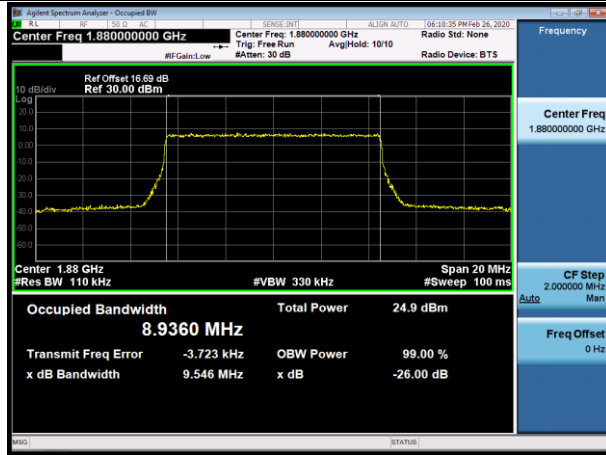 Agilent Spectrum Analyzer - Occupied BW
RL RF 50 Ω AC SENSE:INT ALIGN AUTO 06:10:35 PM Feb 26, 2020
Center Freq 1.880000000 GHz
Center Freq: 1.880000000 GHz
Radio Std: None
Trig: Free Run Avg|Hold: 10/10
#IFGain:Low #Atten: 30 dB Radio Device: BTS
Ref Offset 16.69 dB
10 dB/div Ref 30.00 dBm
Log
20.0
10.0
0.00
-10.0
-20.0
-30.0
-40.0
-50.0
-60.0
Center 1.88 GHz Span 20 MHz
#Res BW 110 kHz #VBW 330 kHz #Sweep 100 ms
Occupied Bandwidth Total Power 24.9 dBm
8.9360 MHz
Transmit Freq Error -3.723 kHz OBW Power 99.00 %
x dB Bandwidth 9.546 MHz x dB -26.00 dB
MSG STATUS
Frequency
Center Freq
1.880000000 GHz
CF Step
2.000000 MHz
Auto Man
Freq Offset
0 Hz